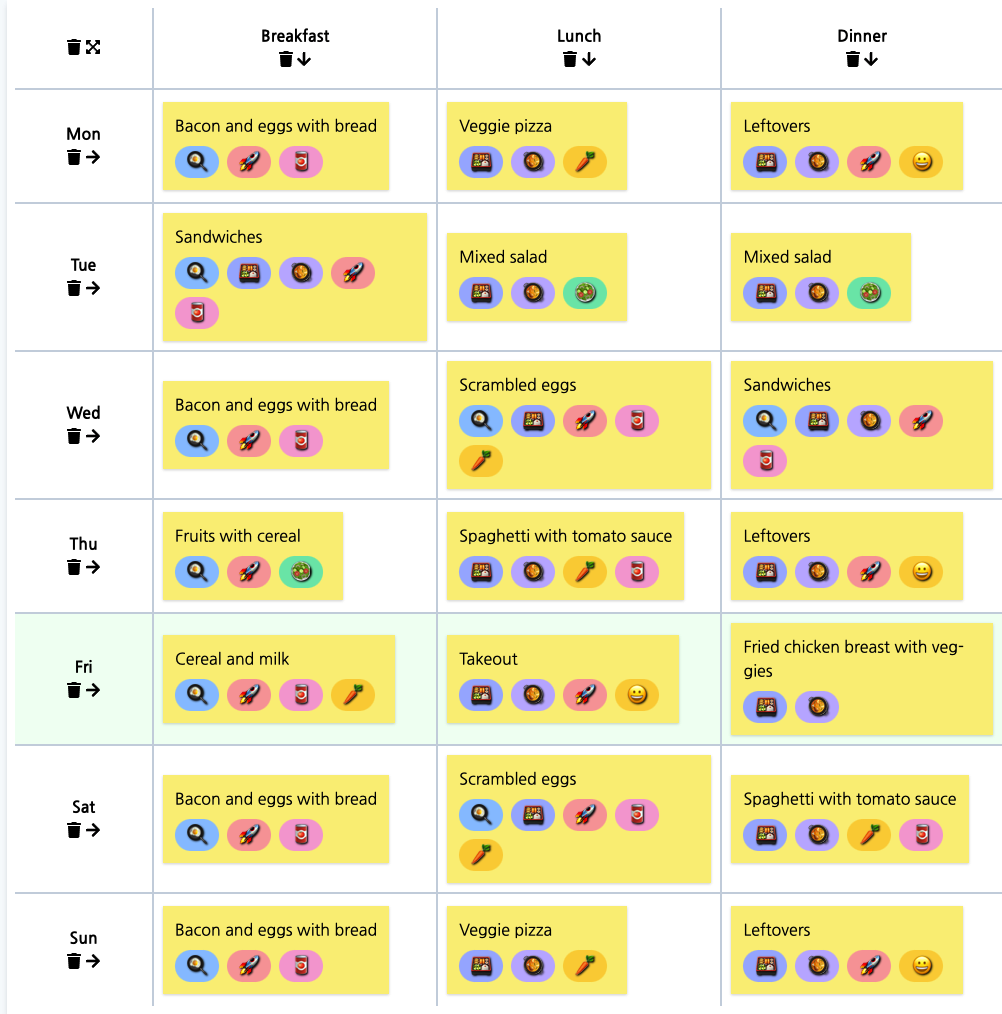 Breakfast Lunch Dinner
Mon
Bacon and eggs with bread
Veggie pizza
Leftovers
Tue
Sandwiches
Mixed salad
Mixed salad
Wed
Bacon and eggs with bread
Scrambled eggs
Sandwiches
Thu
Fruits with cereal
Spaghetti with tomato sauce
Leftovers
Fri
Cereal and milk
Takeout
Fried chicken breast with veg-
gies
Sat
Bacon and eggs with bread
Scrambled eggs
Spaghetti with tomato sauce
Sun
Bacon and eggs with bread
Veggie pizza
Leftovers